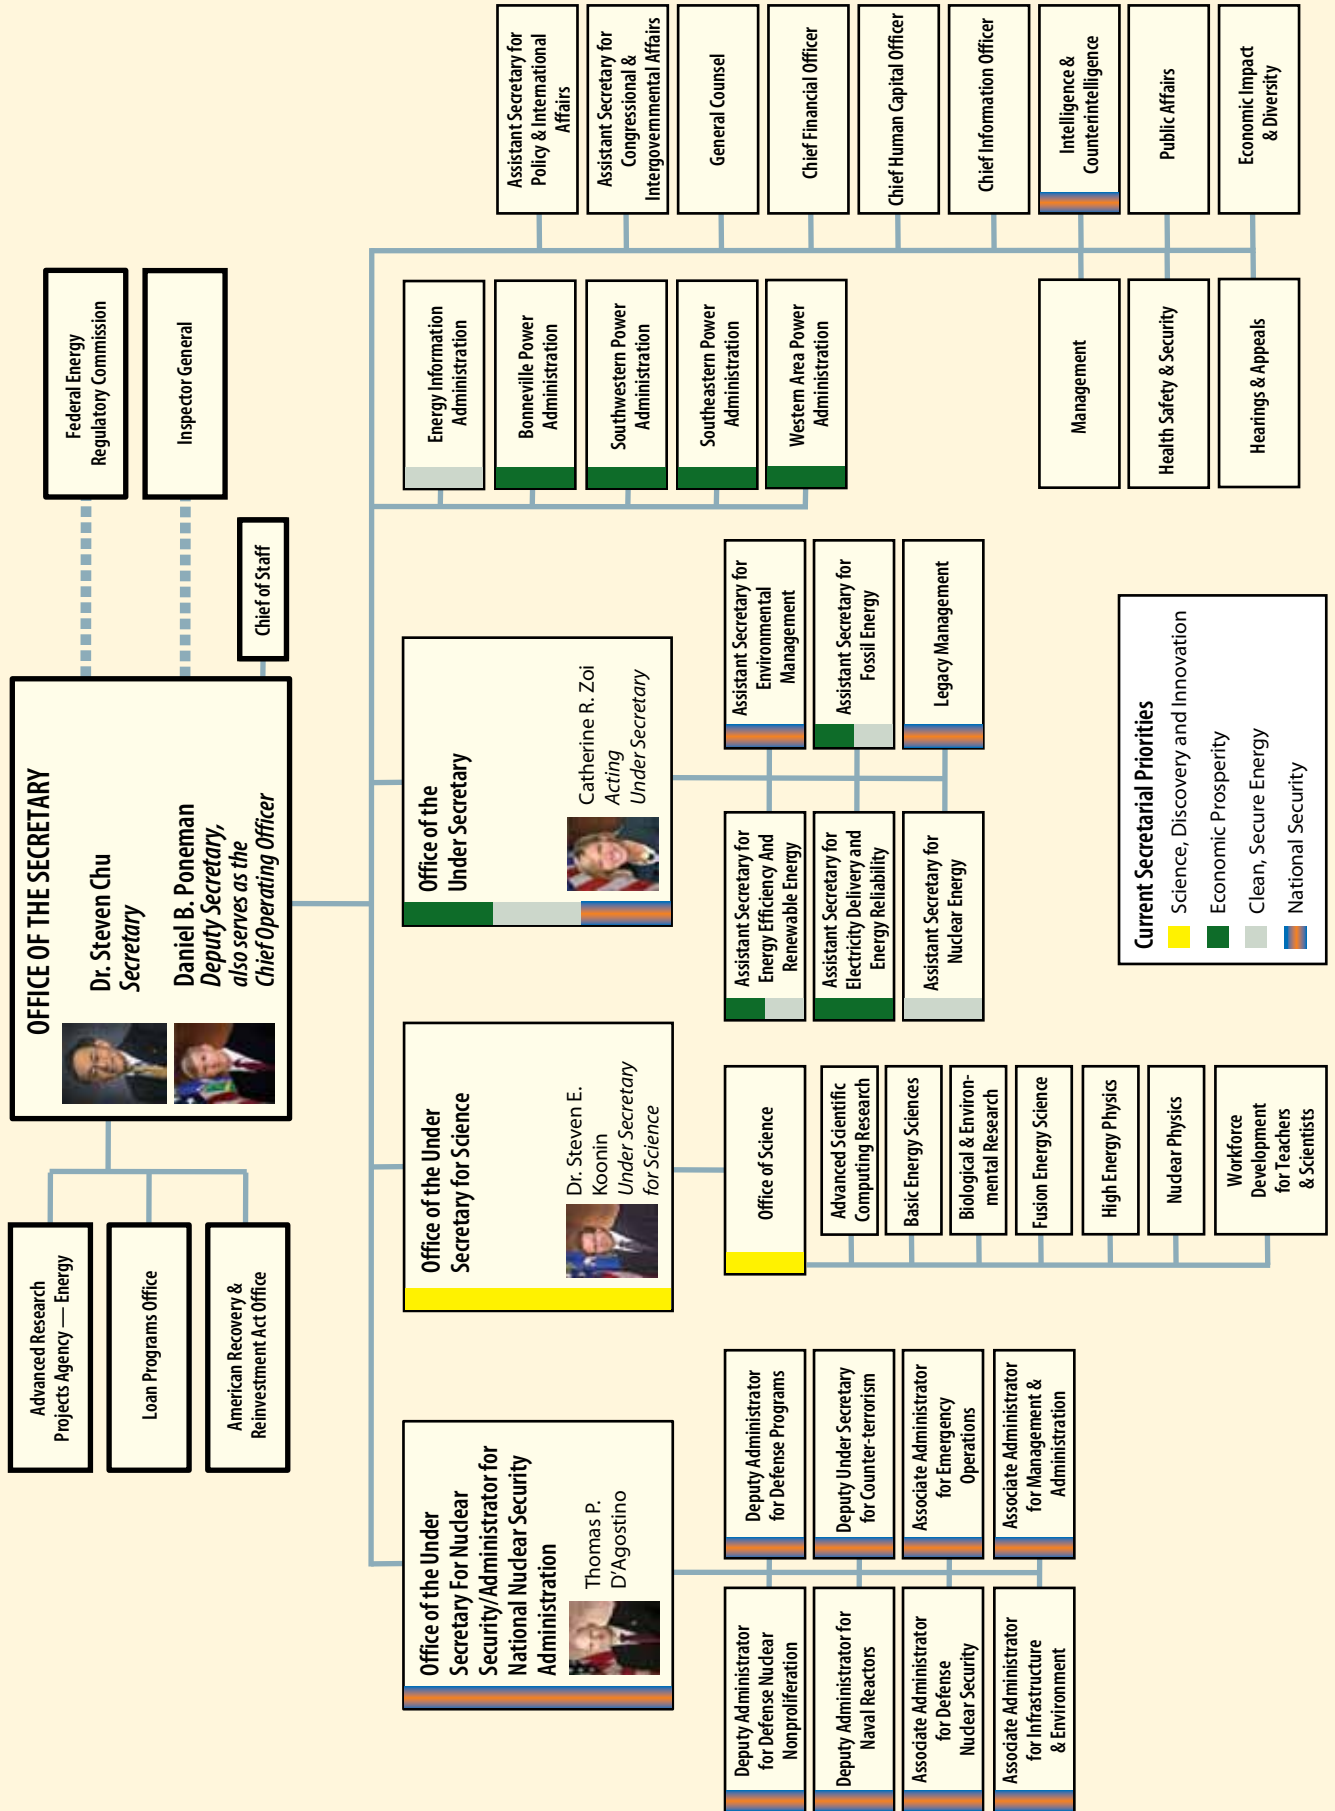 OFFICE OF THE SECRETARY
Dr. Steven Chu
Secretary
Daniel B. Poneman
Deputy Secretary,
also serves as the
Chief Operating Officer
Advanced Research
Projects Agency — Energy
Loan Programs Office
American Recovery &
Reinvestment Act Office
Federal Energy
Regulatory Commission
Inspector General
Chief of Staff
Office of the Under
Secretary For Nuclear
Security/Administrator for
National Nuclear Security
Administration
Thomas P.
D'Agostino
Deputy Administrator
for Defense Nuclear
Nonproliferation
Deputy Administrator for
Naval Reactors
Associate Administrator
for Defense
Nuclear Security
Associate Administrator
for Infrastructure
& Environment
Deputy Administrator
for Defense Programs
Deputy Under Secretary
for Counter-terrorism
Associate Administrator
for Emergency
Operations
Associate Administrator
for Management &
Administration
Office of the Under
Secretary for Science
Dr. Steven E.
Koonin
Under Secretary
for Science
Office of Science
Advanced Scientific
Computing Research
Basic Energy Sciences
Biological & Environ-
mental Research
Fusion Energy Science
High Energy Physics
Nuclear Physics
Workforce
Development
for Teachers
& Scientists
Office of the
Under Secretary
Catherine R. Zoi
Acting
Under Secretary
Assistant Secretary for
Energy Efficiency And
Renewable Energy
Assistant Secretary for
Electricity Delivery and
Energy Reliability
Assistant Secretary for
Nuclear Energy
Assistant Secretary for
Environmental
Management
Assistant Secretary for
Fossil Energy
Legacy Management
Energy Information
Administration
Bonneville Power
Administration
Southwestern Power
Administration
Southeastern Power
Administration
Western Area Power
Administration
Assistant Secretary for
Policy & International
Affairs
Assistant Secretary for
Congressional &
Intergovernmental Affairs
General Counsel
Chief Financial Officer
Chief Human Capital Officer
Chief Information Officer
Intelligence &
Counterintelligence
Public Affairs
Economic Impact
& Diversity
Management
Health Safety & Security
Hearings & Appeals
Current Secretarial Priorities
Science, Discovery and Innovation
Economic Prosperity
Clean, Secure Energy
National Security